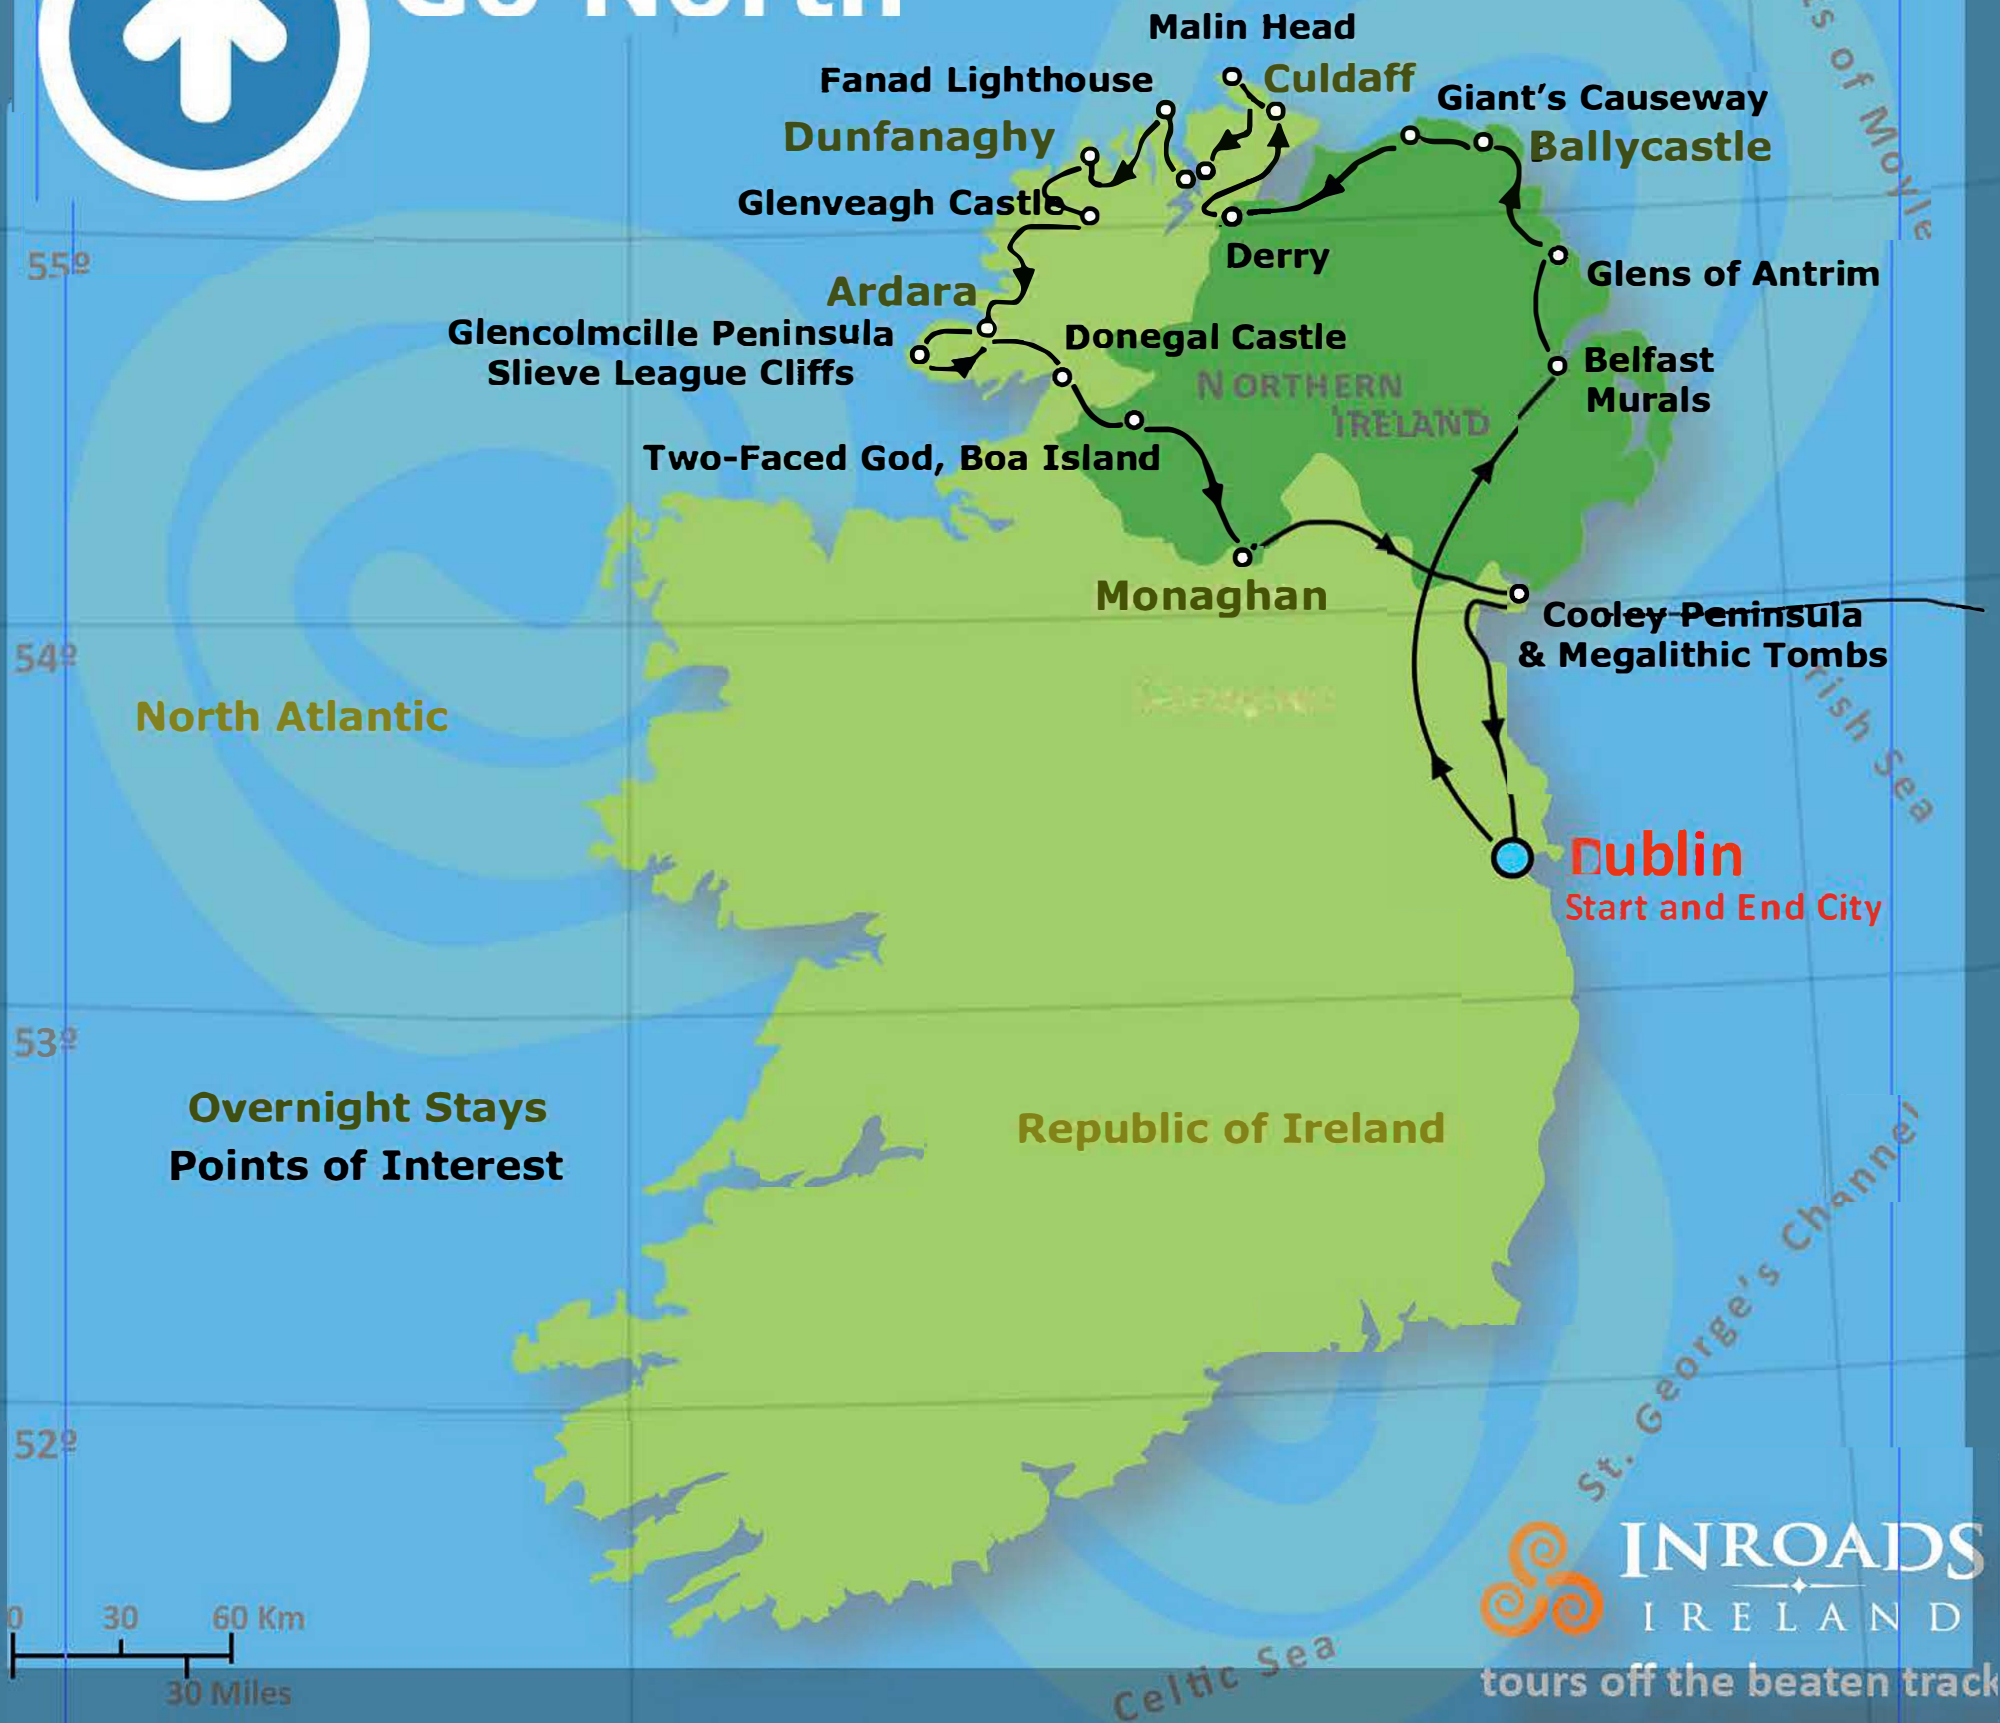 Go North
Malin Head
Culdaff
Fanad Lighthouse
Giant's Causeway
Dunfanaghy
Ballycastle
Glenveagh Castle
Derry
Glens of Antrim
55º
Ardara
Glencolmcille Peninsula
Slieve League Cliffs
Donegal Castle
Belfast
Murals
NORTHERN
IRELAND
Two-Faced God, Boa Island
Monaghan
Cooley Peninsula
& Megalithic Tombs
54º
North Atlantic
of Moyle
Irish Sea
Dublin
Start and End City
53º
Overnight Stays
Points of Interest
Republic of Ireland
St. George's Channel
52º
0 30 60 Km
30 Miles
Celtic Sea
INROADS
IRELAND
tours off the beaten track